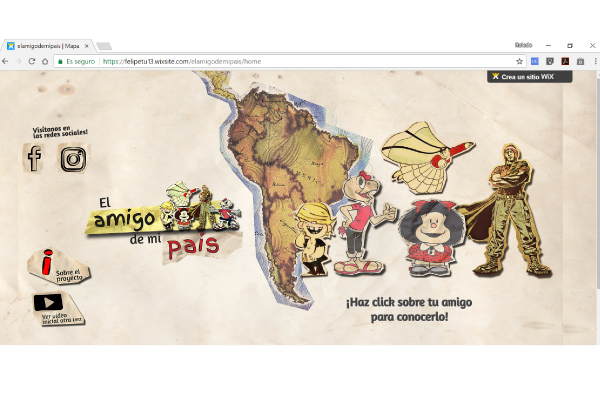 elamigodemipais | Mapa
Es seguro
https://felipetu13.wixsite.com/elamigodemipais/home
Crea un sitio WiX
Visítanos en
las redes sociales!
El
amigo
de mi
país
Sobre el
proyecto
Ver video
inicial otra vez
¡Haz click sobre tu amigo
para conocerlo!